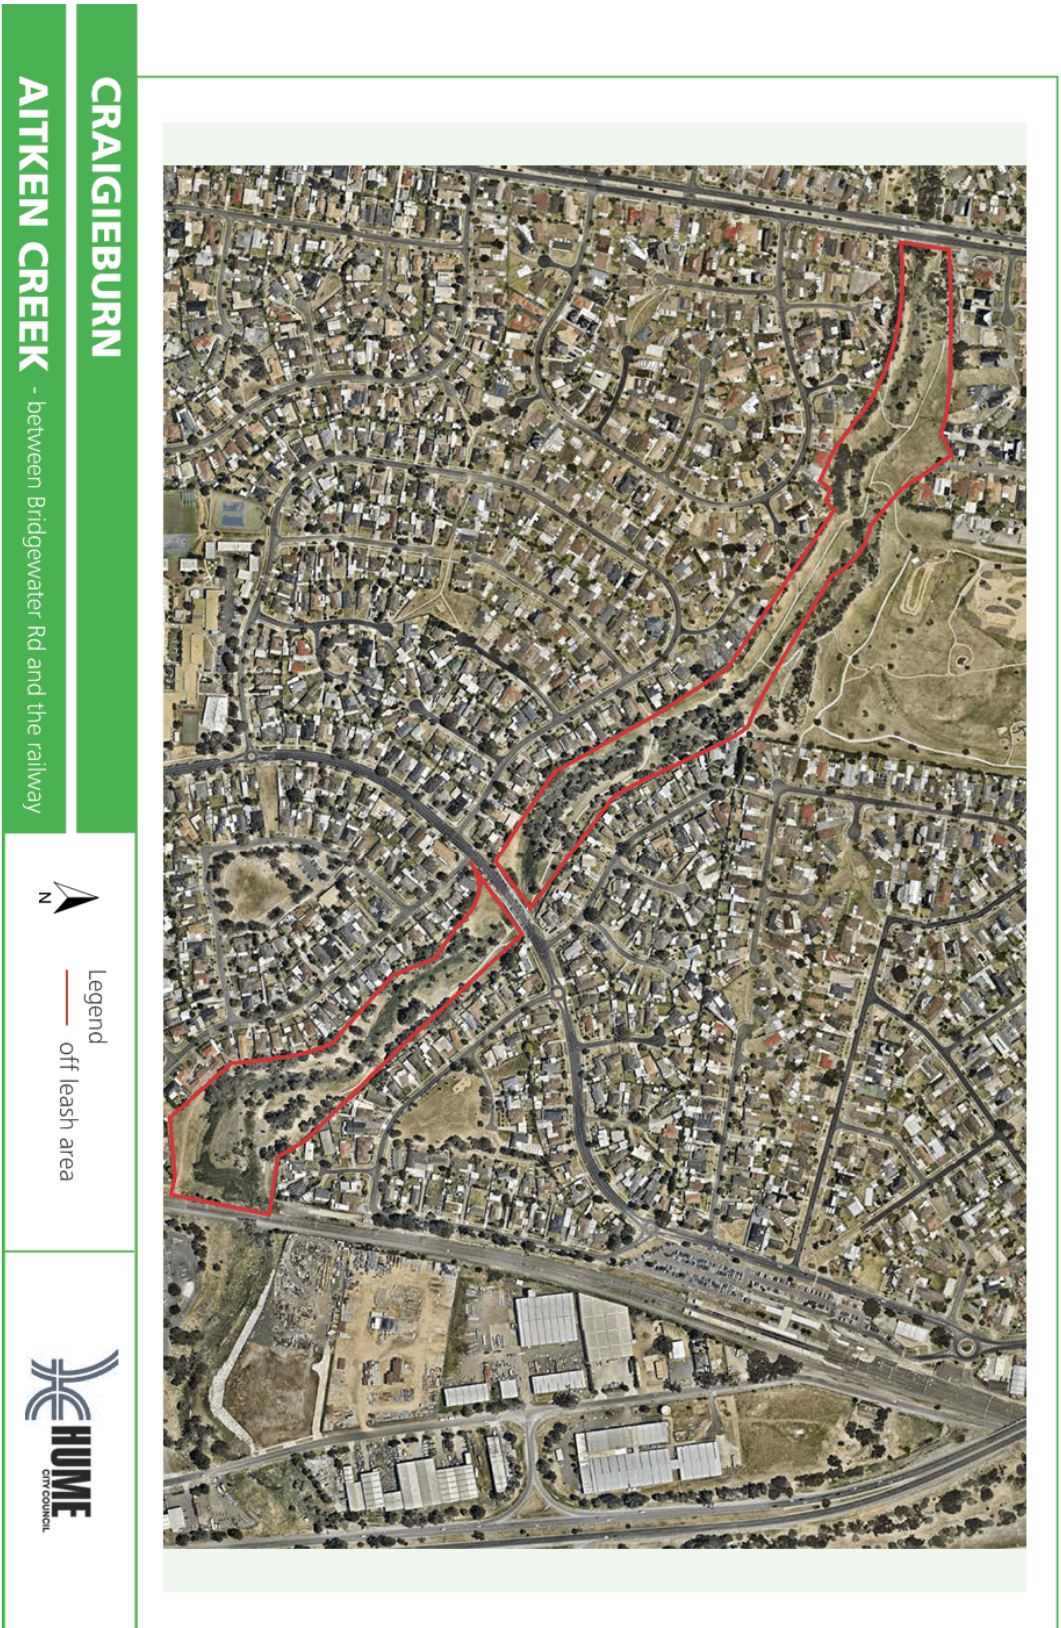 CRAIGIEBURN
AITKEN CREEK - between Bridgewater Rd and the railway
N
Legend
off leash area
HUME
CITY COUNCIL